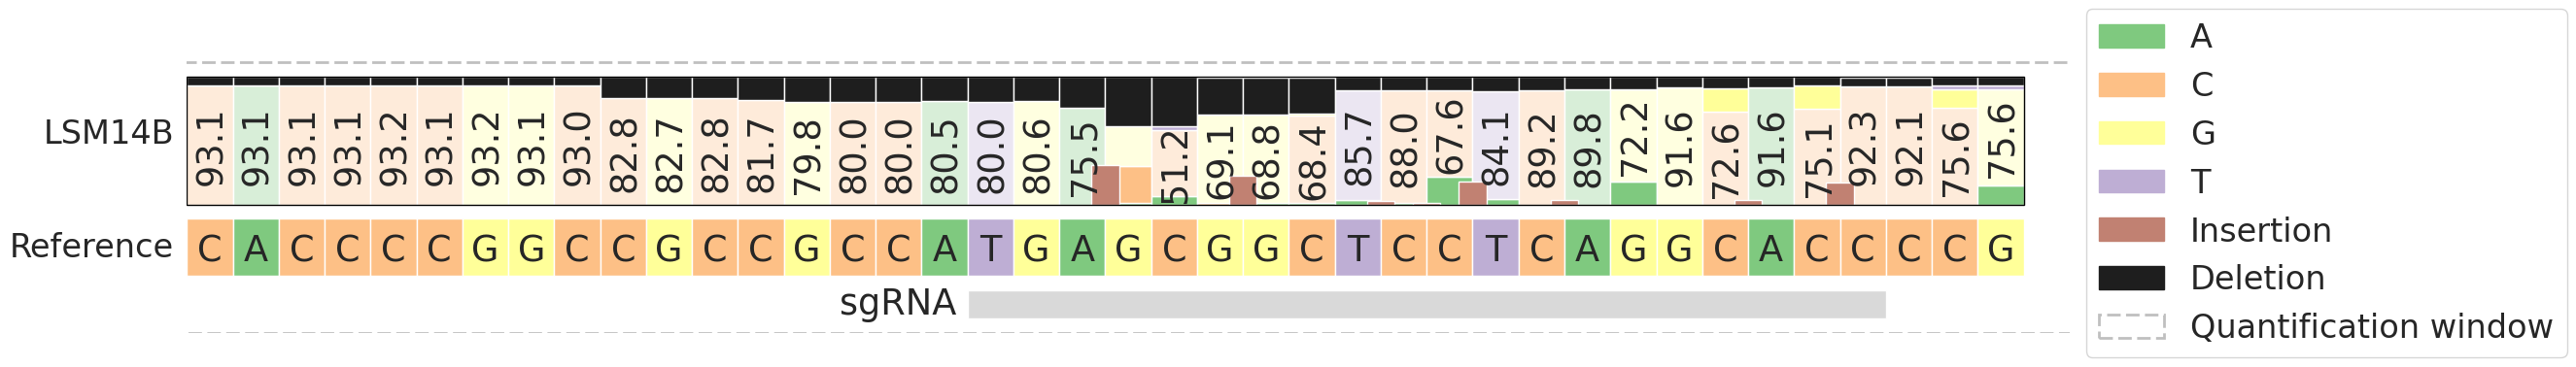 LSM14B 93.1 93.1 93.1 93.1 93.2 93.1 93.2 93.1 93.0 82.8 82.7 82.8 81.7 79.8 80.0 80.0 80.5 80.0 80.6 75.5 51.2 69.1 68.8 68.4 85.7 88.0 67.6 84.1 89.2 89.8 72.2 91.6 72.6 91.6 75.1 92.3 92.1 75.6 75.6
Reference C A C C C C G G C C G C C G C C A T G A G C G G C T C C T C A G G C A C C C C G
sgRNA
A
C
G
T
Insertion
Deletion
Quantification window